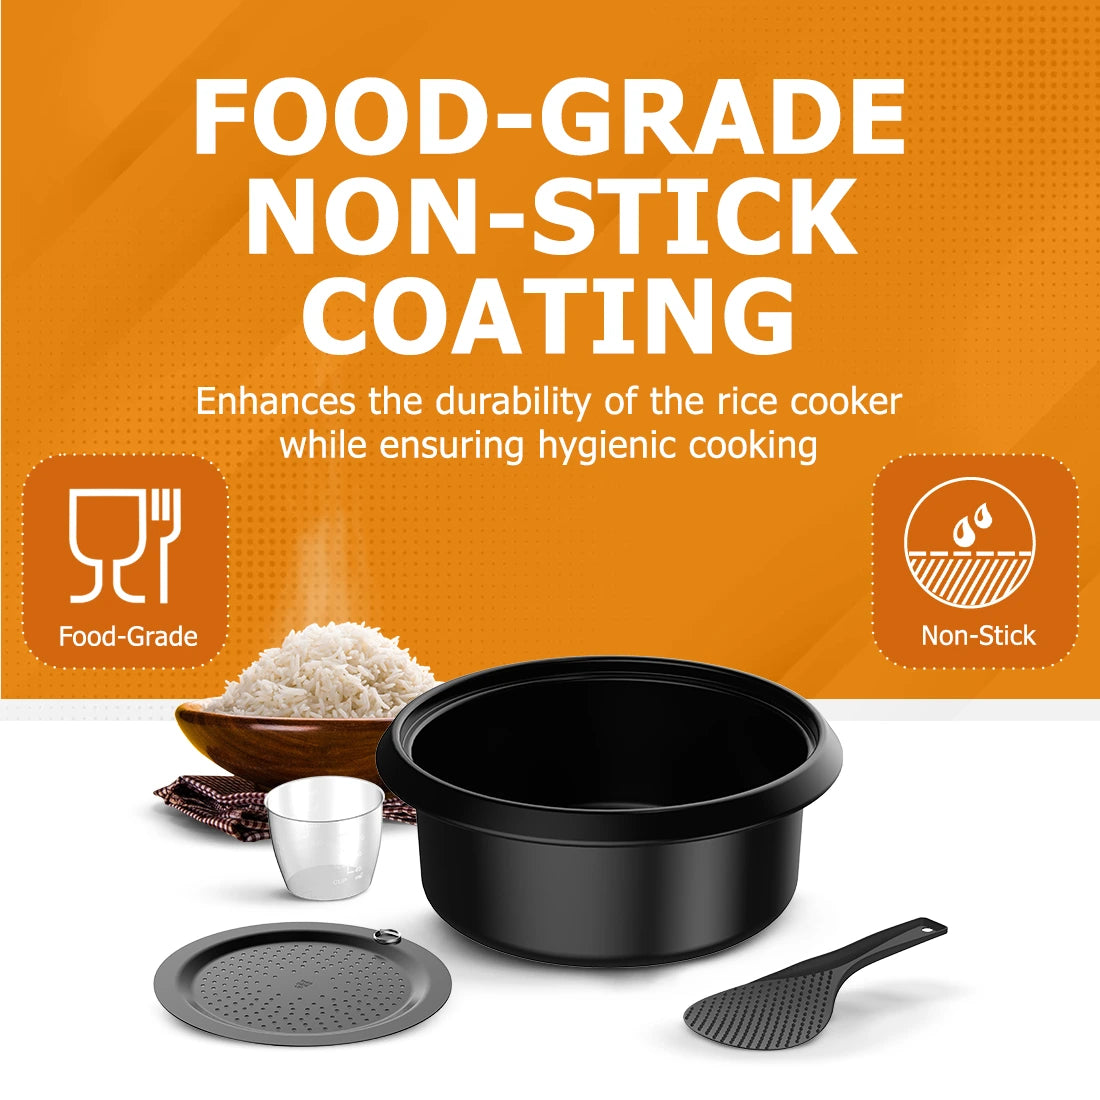 FOOD-GRADE
NON-STICK
COATING
Enhances the durability of the rice cooker
while ensuring hygienic cooking
Food-Grade
Non-Stick
CUP